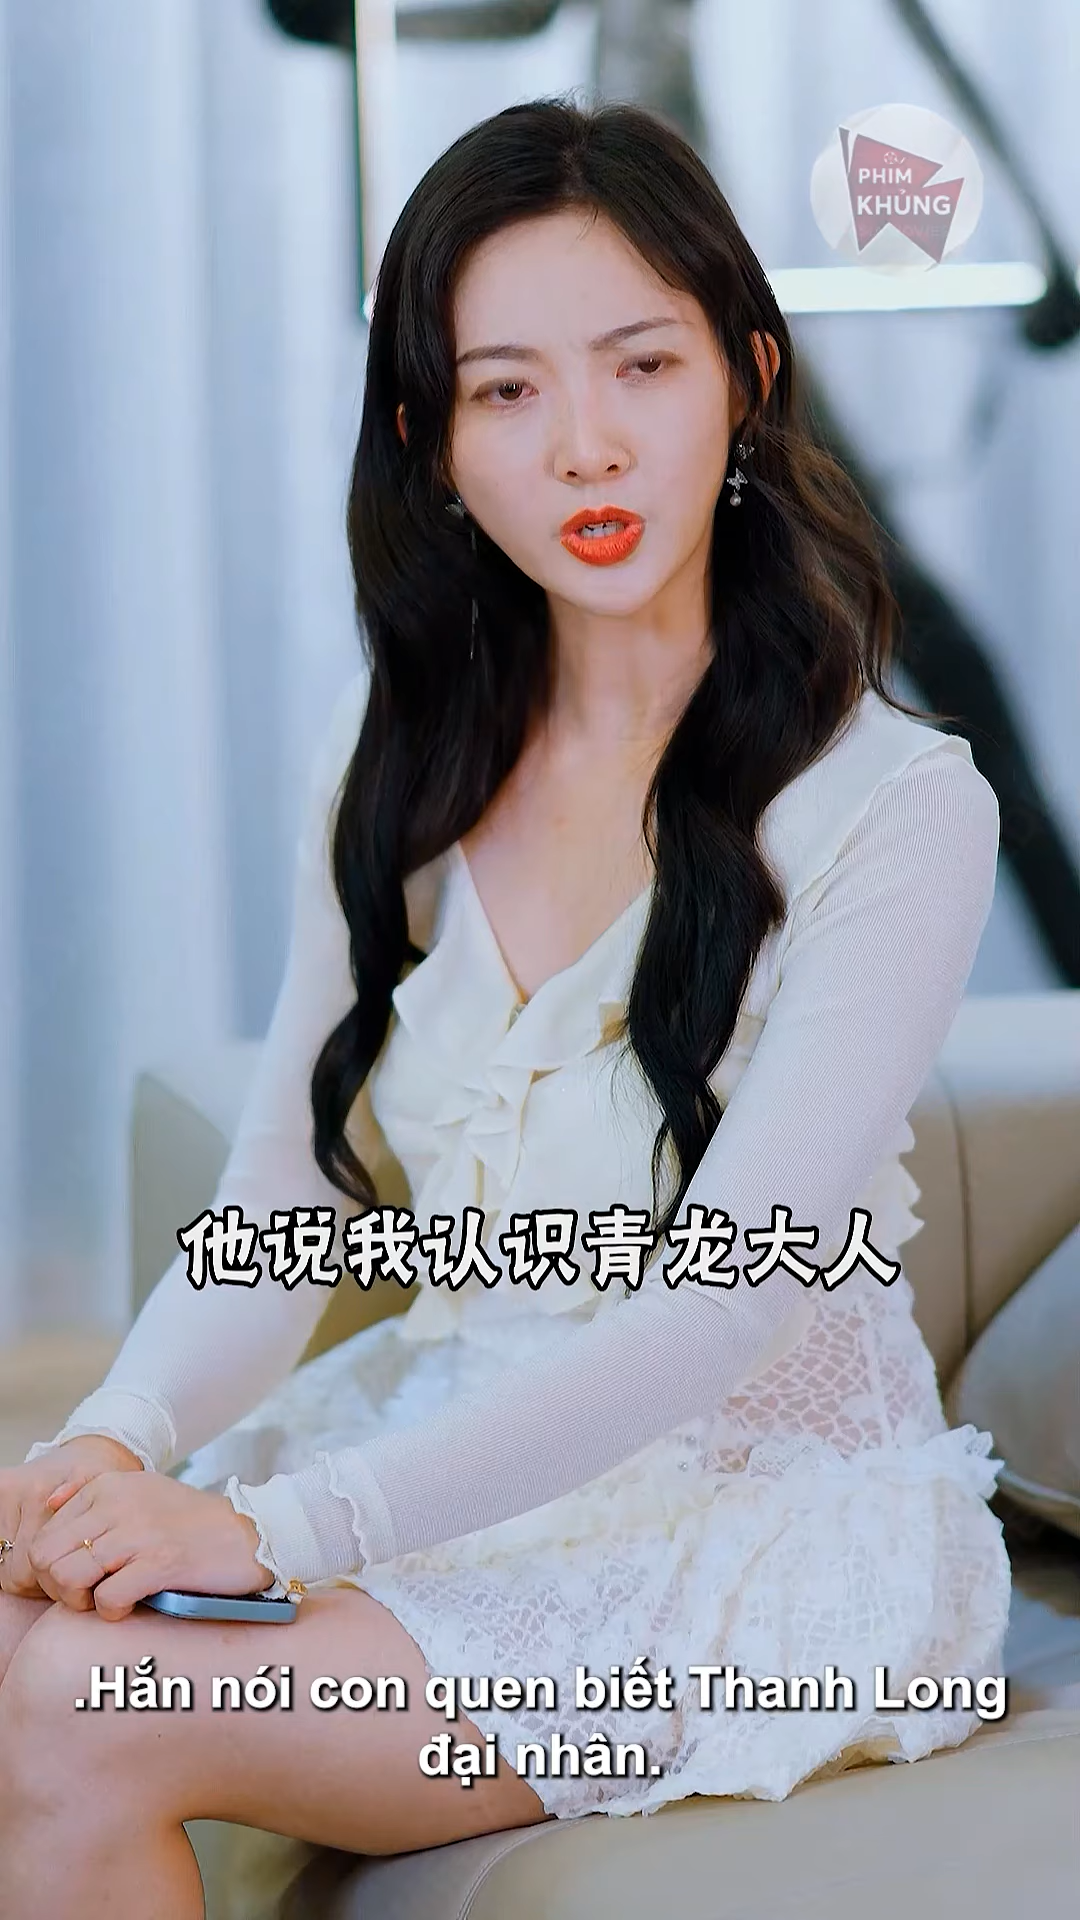 PHIM
KHỦNG
他说我认识青龙大人
.Hắn nói con quen biết Thanh Long
đại nhân.